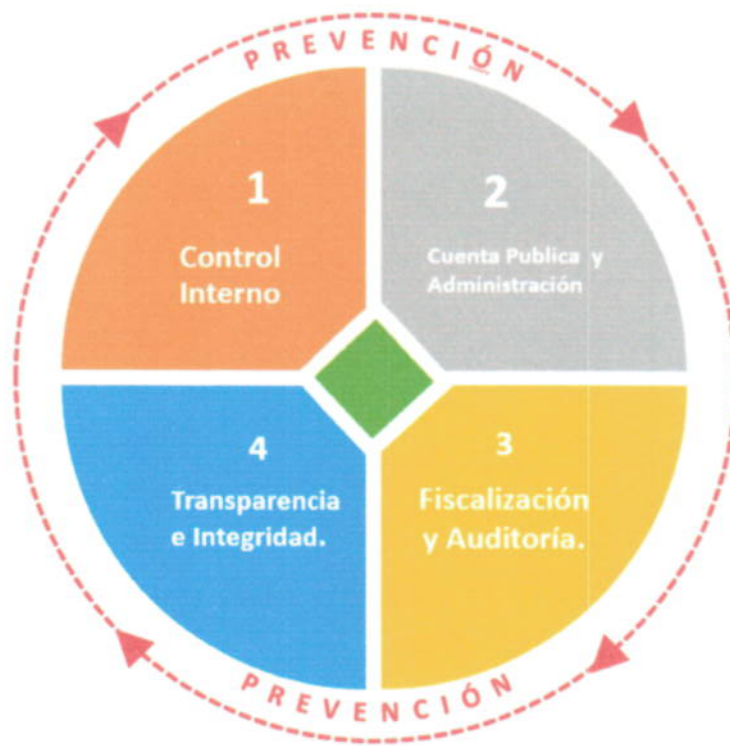 PREVENCIÓN
1
Control
Interno
2
Cuenta Publica y
Administración
4
Transparencia
e Integridad.
3
Fiscalización
y Auditoría.
PREVENCIÓN